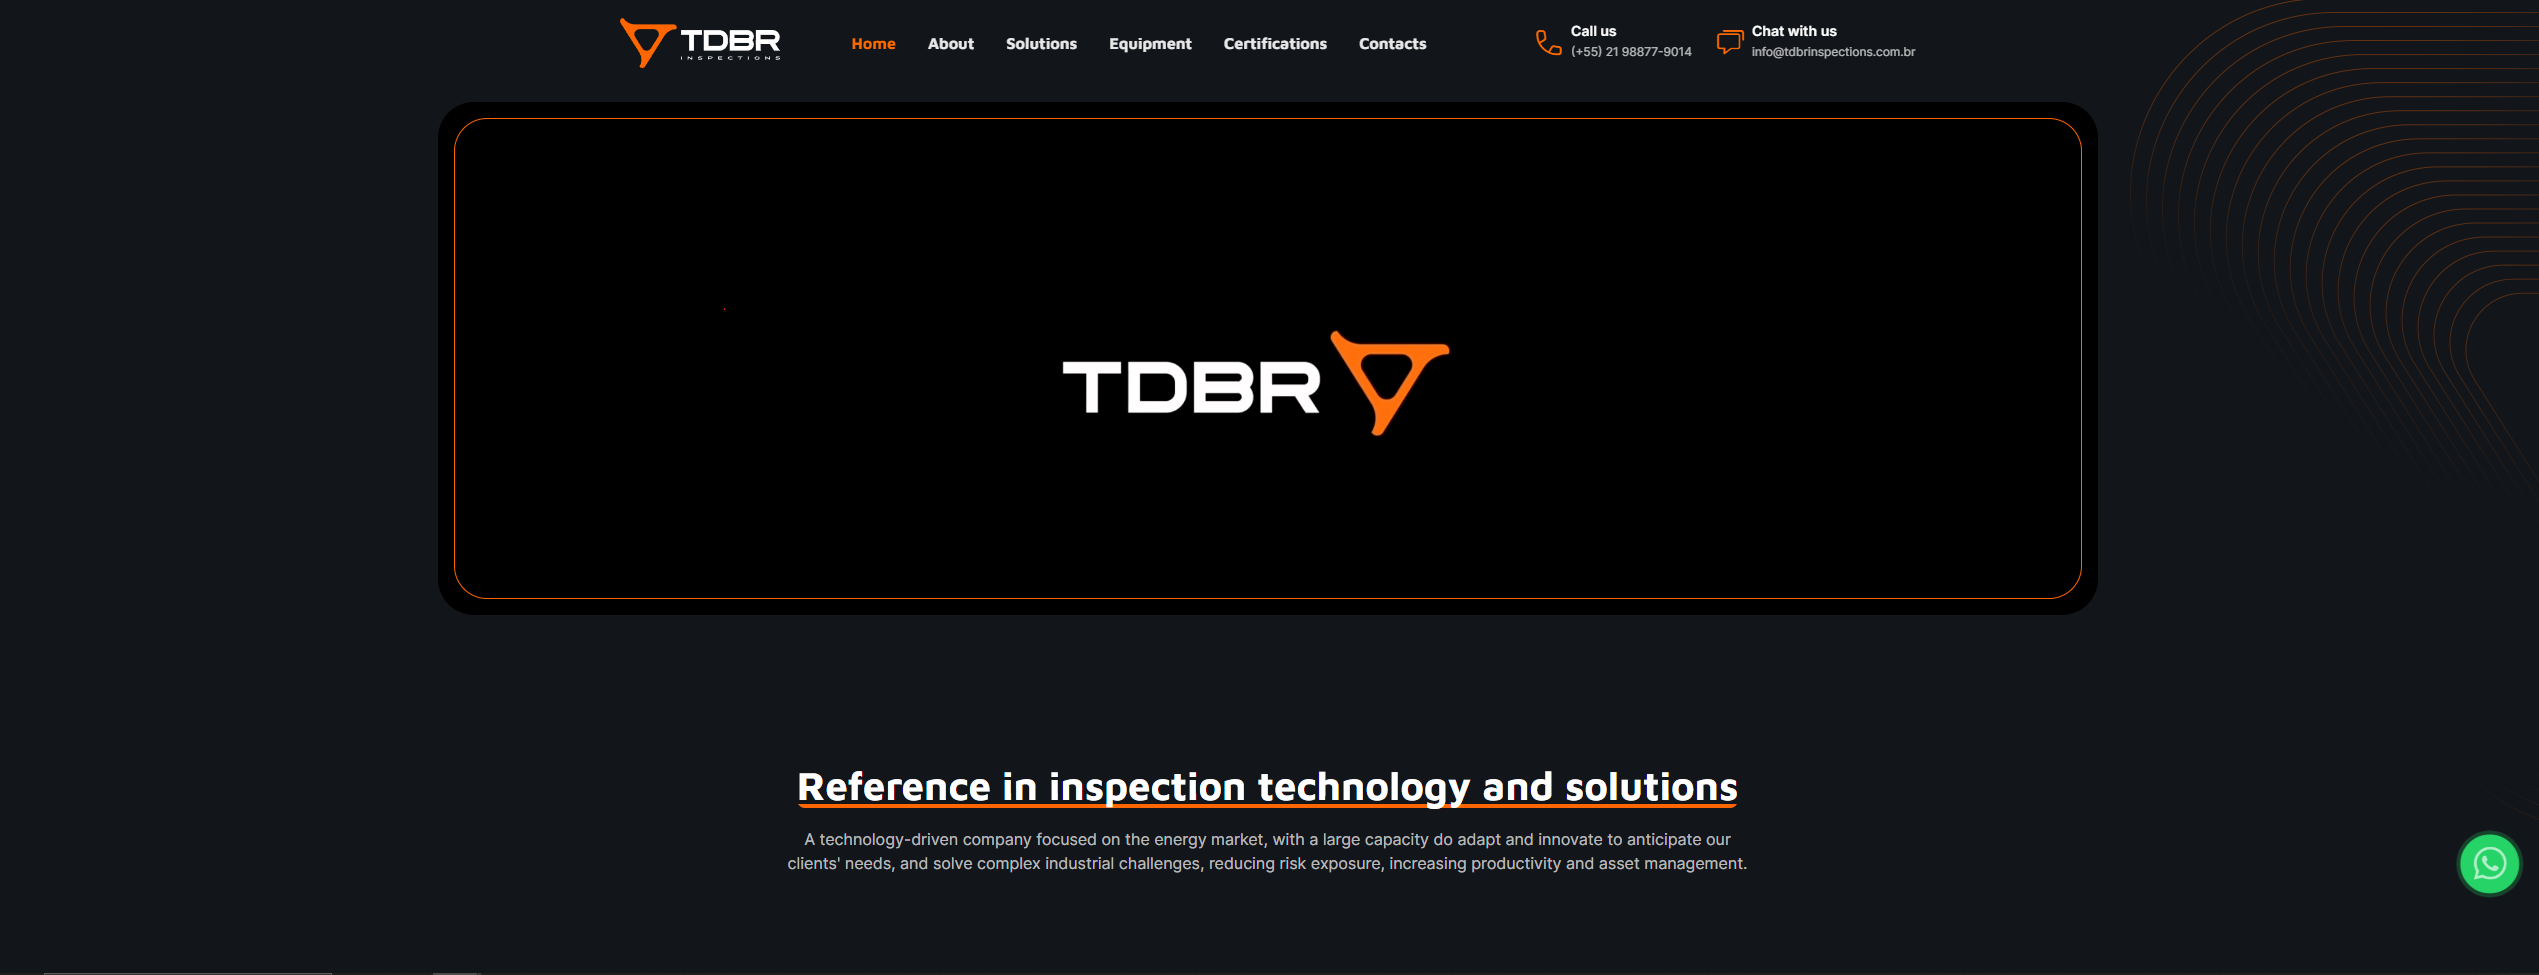 TDBR
INSPECTIONS
Home About Solutions Equipment Certifications Contacts
Call us
(+55) 21 98877-9014
Chat with us
info@tdbrinspections.com.br
TDBR
Reference in inspection technology and solutions
A technology-driven company focused on the energy market, with a large capacity do adapt and innovate to anticipate our
clients' needs, and solve complex industrial challenges, reducing risk exposure, increasing productivity and asset management.